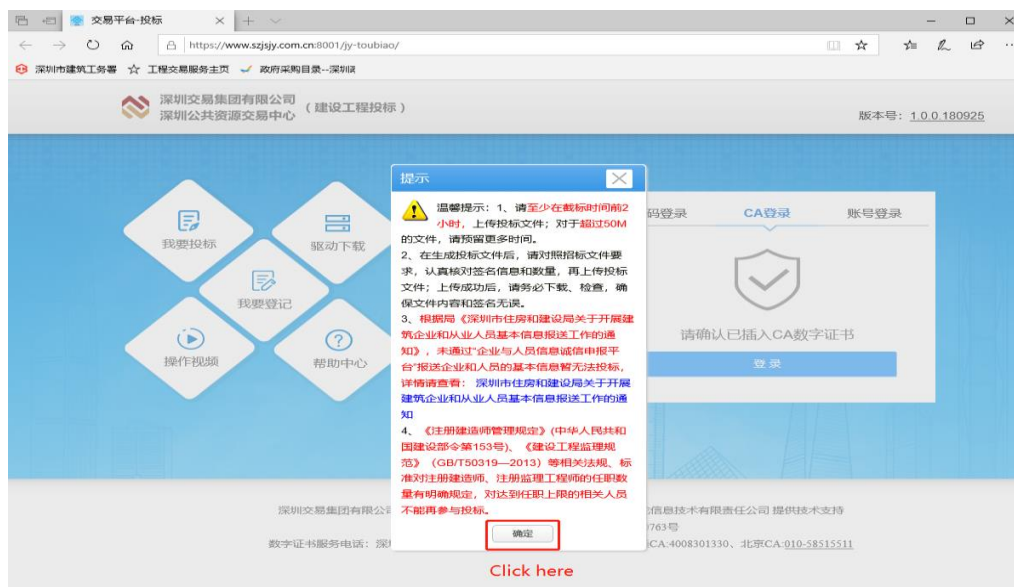 交易平台-投标
https://www.szjsjy.com.cn:8001/jy-toubiao/
深圳市建筑工务署 工程交易服务主页 政府采购目录--深圳
深圳交易集团有限公司
深圳公共资源交易中心
（建设工程投标）
版本号：1.0.0.180925
我要投标
驱动下载
我要登记
操作视频
帮助中心
提示
温馨提示：1、请至少在截标时间前2
小时，上传投标文件；对于超过50M
的文件，请预留更多时间。
2、在生成投标文件后，请对照招标文件要
求，认真核对签名信息和数量，再上传投标
文件；上传成功后，请务必下载、检查，确
保文件内容和签名无误。
3、根据局《深圳市住房和建设局关于开展建
筑企业和从业人员基本信息报送工作的通
知》，未通过“企业与人员信息诚信申报平
台”报送企业和人员的基本信息暂无法投标，
详情请查看： 深圳市住房和建设局关于开展
建筑企业和从业人员基本信息报送工作的通
知
4、《注册建造师管理规定》(中华人民共和
国建设部令第153号)、《建设工程监理规
范》（GB/T50319—2013）等相关法规、标
准对注册建造师、注册监理工程师的任职数
量有明确规定，对达到任职上限的相关人员
不能再参与投标。
确定
Click here
码登录 CA登录 账号登录
请确认已插入CA数字证书
登 录
深圳交易集团有限公
信息技术有限责任公司 提供技术支持
0763号
数字证书服务电话：深
CA:4008301330、北京CA:010-58515511